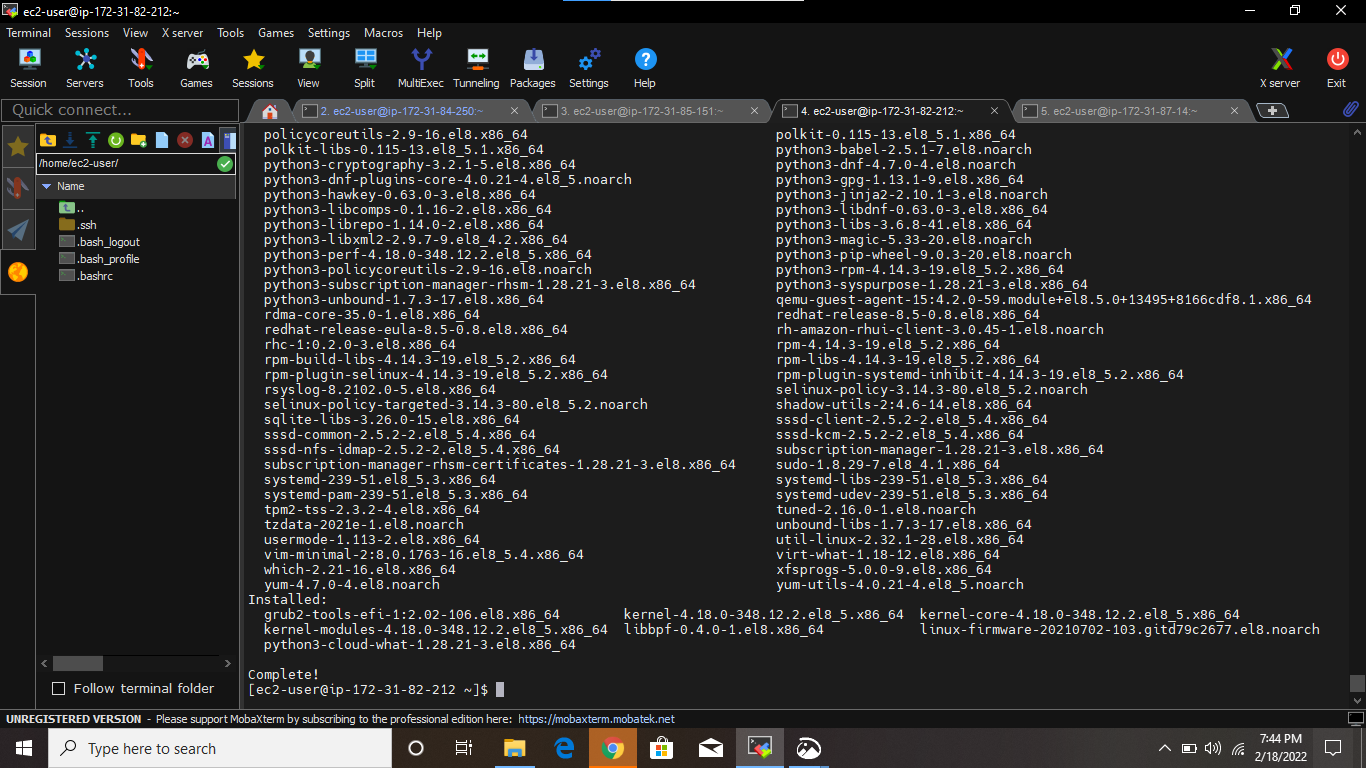 ec2-user@ip-172-31-82-212:~
Terminal Sessions View X server Tools Games Settings Macros Help
Session Servers Tools Games Sessions View Split MultiExec Tunneling Packages Settings Help X server Exit
Quick connect...
2. ec2-user@ip-172-31-84-250:~ 3. ec2-user@ip-172-31-85-151:~ 4. ec2-user@ip-172-31-82-212:~ 5. ec2-user@ip-172-31-87-14:~
/home/ec2-user/
Name
..
.ssh
.bash_logout
.bash_profile
.bashrc
Follow terminal folder
policycoreutils-2.9-16.el8.x86_64 polkit-0.115-13.el8_5.1.x86_64
polkit-libs-0.115-13.el8_5.1.x86_64 python3-babel-2.5.1-7.el8.noarch
python3-cryptography-3.2.1-5.el8.x86_64 python3-dnf-4.7.0-4.el8.noarch
python3-dnf-plugins-core-4.0.21-4.el8_5.noarch python3-gpg-1.13.1-9.el8.x86_64
python3-hawkey-0.63.0-3.el8.x86_64 python3-jinja2-2.10.1-3.el8.noarch
python3-libcomps-0.1.16-2.el8.x86_64 python3-libdnf-0.63.0-3.el8.x86_64
python3-librepo-1.14.0-2.el8.x86_64 python3-libs-3.6.8-41.el8.x86_64
python3-libxml2-2.9.7-9.el8_4.2.x86_64 python3-magic-5.33-20.el8.noarch
python3-perf-4.18.0-348.12.2.el8_5.x86_64 python3-pip-wheel-9.0.3-20.el8.noarch
python3-policycoreutils-2.9-16.el8.noarch python3-rpm-4.14.3-19.el8_5.2.x86_64
python3-subscription-manager-rhsm-1.28.21-3.el8.x86_64 python3-syspurpose-1.28.21-3.el8.x86_64
python3-unbound-1.7.3-17.el8.x86_64 qemu-guest-agent-15:4.2.0-59.module+el8.5.0+13495+8166cdf8.1.x86_64
rdma-core-35.0-1.el8.x86_64 redhat-release-8.5-0.8.el8.x86_64
redhat-release-eula-8.5-0.8.el8.x86_64 rh-amazon-rhui-client-3.0.45-1.el8.noarch
rhc-1:0.2.0-3.el8.x86_64 rpm-4.14.3-19.el8_5.2.x86_64
rpm-build-libs-4.14.3-19.el8_5.2.x86_64 rpm-libs-4.14.3-19.el8_5.2.x86_64
rpm-plugin-selinux-4.14.3-19.el8_5.2.x86_64 rpm-plugin-systemd-inhibit-4.14.3-19.el8_5.2.x86_64
rsyslog-8.2102.0-5.el8.x86_64 selinux-policy-3.14.3-80.el8_5.2.noarch
selinux-policy-targeted-3.14.3-80.el8_5.2.noarch shadow-utils-2:4.6-14.el8.x86_64
sqlite-libs-3.26.0-15.el8.x86_64 sssd-client-2.5.2-2.el8_5.4.x86_64
sssd-common-2.5.2-2.el8_5.4.x86_64 sssd-kcm-2.5.2-2.el8_5.4.x86_64
sssd-nfs-idmap-2.5.2-2.el8_5.4.x86_64 subscription-manager-1.28.21-3.el8.x86_64
subscription-manager-rhsm-certificates-1.28.21-3.el8.x86_64 sudo-1.8.29-7.el8_4.1.x86_64
systemd-239-51.el8_5.3.x86_64 systemd-libs-239-51.el8_5.3.x86_64
systemd-pam-239-51.el8_5.3.x86_64 systemd-udev-239-51.el8_5.3.x86_64
tpm2-tss-2.3.2-4.el8.x86_64 tuned-2.16.0-1.el8.noarch
tzdata-2021e-1.el8.noarch unbound-libs-1.7.3-17.el8.x86_64
usermode-1.113-2.el8.x86_64 util-linux-2.32.1-28.el8.x86_64
vim-minimal-2:8.0.1763-16.el8_5.4.x86_64 virt-what-1.18-12.el8.x86_64
which-2.21-16.el8.x86_64 xfsprogs-5.0.0-9.el8.x86_64
yum-4.7.0-4.el8.noarch yum-utils-4.0.21-4.el8_5.noarch
Installed:
grub2-tools-efi-1:2.02-106.el8.x86_64 kernel-4.18.0-348.12.2.el8_5.x86_64 kernel-core-4.18.0-348.12.2.el8_5.x86_64
kernel-modules-4.18.0-348.12.2.el8_5.x86_64 libbpf-0.4.0-1.el8.x86_64 linux-firmware-20210702-103.gitd79c2677.el8.noarch
python3-cloud-what-1.28.21-3.el8.x86_64
Complete!
[ec2-user@ip-172-31-82-212 ~]$
UNREGISTERED VERSION - Please support MobaXterm by subscribing to the professional edition here: https://mobaxterm.mobatek.net
Type here to search
7:44 PM
2/18/2022